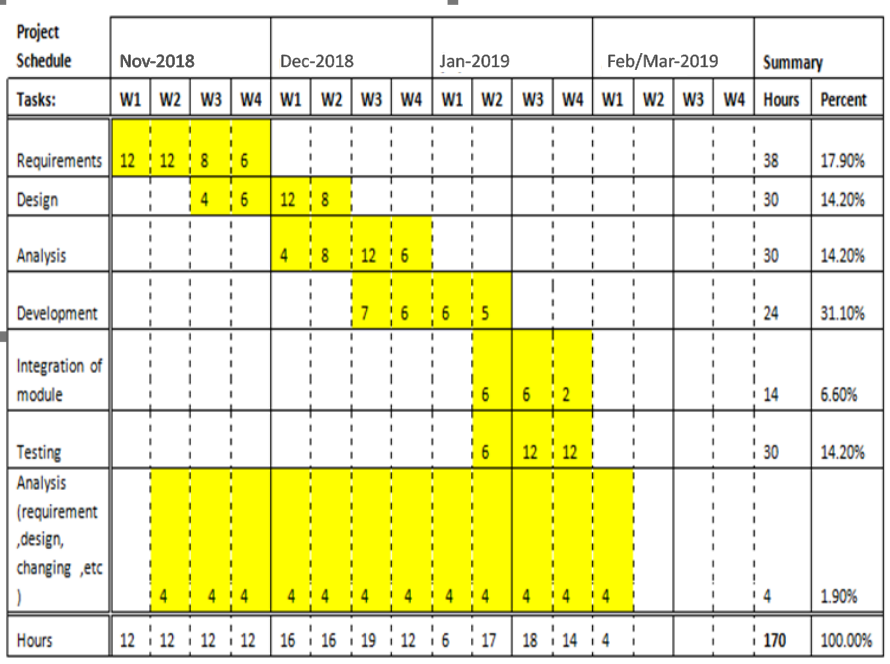 Project
Schedule Nov-2018 Dec-2018 Jan-2019 Feb/Mar-2019 Summary
Tasks: W1 W2 W3 W4 W1 W2 W3 W4 W1 W2 W3 W4 W1 W2 W3 W4 Hours Percent
Requirements 12 12 8 6 38 17.90%
Design 4 6 12 8 30 14.20%
Analysis 4 8 12 6 30 14.20%
Development 7 6 6 5 24 31.10%
Integration of
module 6 6 2 14 6.60%
Testing 6 12 12 30 14.20%
Analysis
(requirement
,design,
changing ,etc
) 4 4 4 4 4 4 4 4 4 4 4 4 4 1.90%
Hours 12 12 12 12 16 16 19 12 6 17 18 14 4 170 100.00%